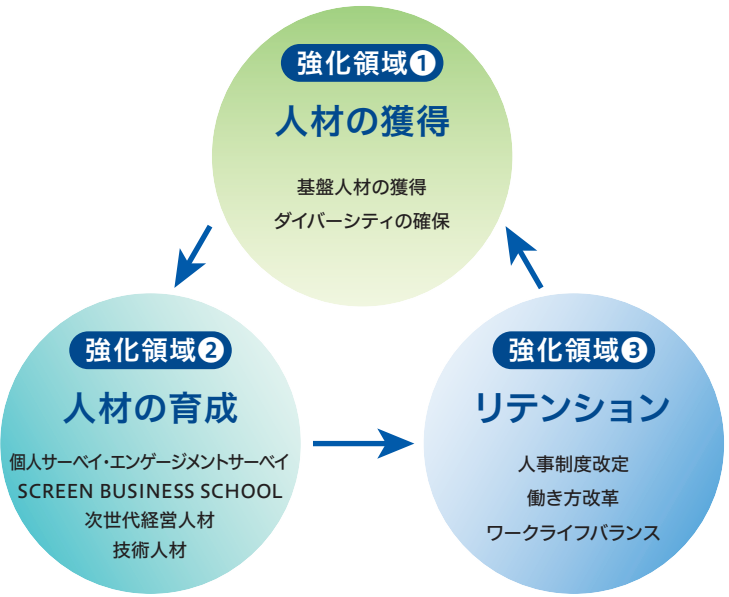 強化領域❶
人材の獲得
基盤人材の獲得
ダイバーシティの確保
強化領域❷
人材の育成
個人サーベイ・エンゲージメントサーベイ
SCREEN BUSINESS SCHOOL
次世代経営人材
技術人材
強化領域❸
リテンション
人事制度改定
働き方改革
ワークライフバランス